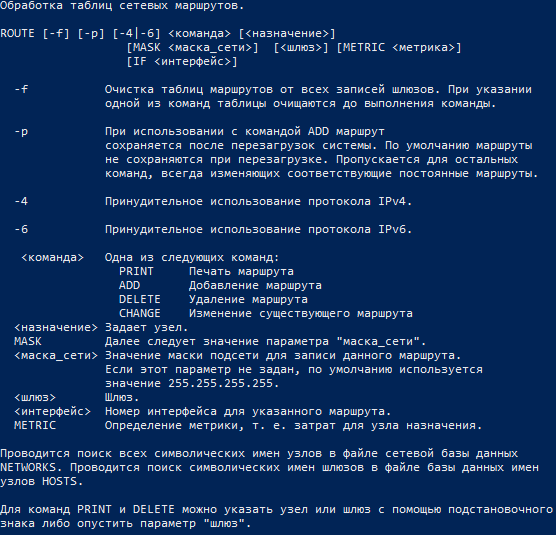 Обработка таблиц сетевых маршрутов.
ROUTE [-f] [-p] [-4|-6] <команда> [<назначение>]
[MASK <маска_сети>] [<шлюз>] [METRIC <метрика>]
[IF <интерфейс>]
-f Очистка таблиц маршрутов от всех записей шлюзов. При указании
одной из команд таблицы очищаются до выполнения команды.
-p При использовании с командой ADD маршрут
сохраняется после перезагрузок системы. По умолчанию маршруты
не сохраняются при перезагрузке. Пропускается для остальных
команд, всегда изменяющих соответствующие постоянные маршруты.
-4 Принудительное использование протокола IPv4.
-6 Принудительное использование протокола IPv6.
<команда> Одна из следующих команд:
PRINT Печать маршрута
ADD Добавление маршрута
DELETE Удаление маршрута
CHANGE Изменение существующего маршрута
<назначение> Задает узел.
MASK Далее следует значение параметра "маска_сети".
<маска_сети> Значение маски подсети для записи данного маршрута.
Если этот параметр не задан, по умолчанию используется
значение 255.255.255.255.
<шлюз> Шлюз.
<интерфейс> Номер интерфейса для указанного маршрута.
METRIC Определение метрики, т. е. затрат для узла назначения.
Проводится поиск всех символических имен узлов в файле сетевой базы данных
NETWORKS. Проводится поиск символических имен шлюзов в файле базы данных имен
узлов HOSTS.
Для команд PRINT и DELETE можно указать узел или шлюз с помощью подстановочного
знака либо опустить параметр "шлюз".